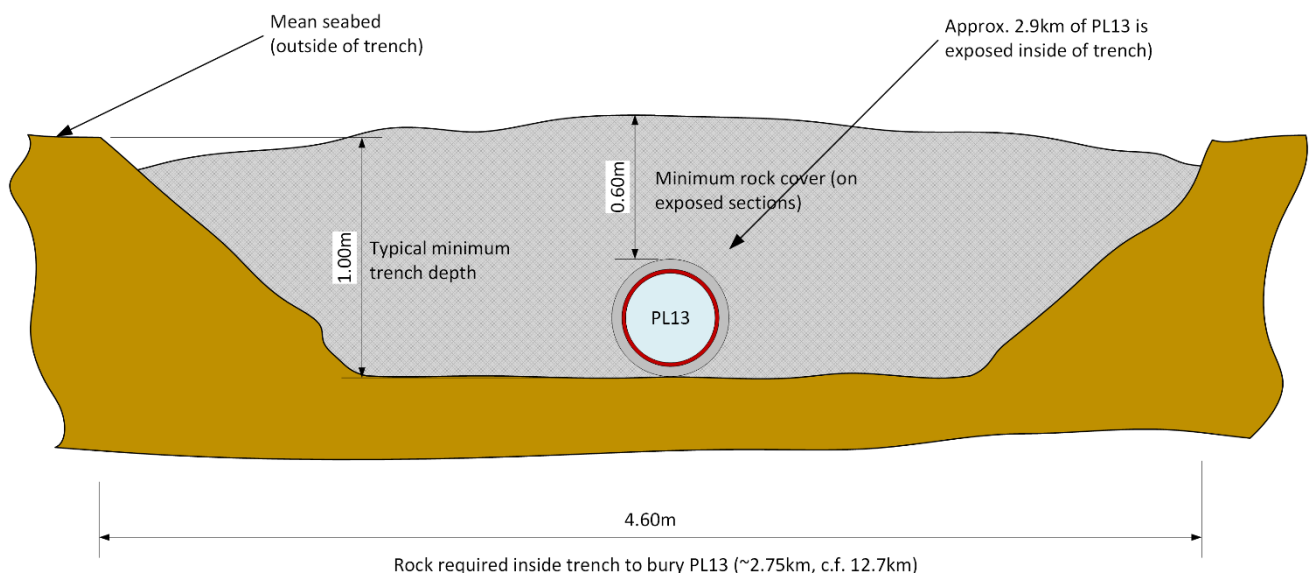 Mean seabed
(outside of trench)
Approx. 2.9km of PL13 is
exposed inside of trench)
0.60m
Minimum rock cover (on
exposed sections)
1.00m
Typical minimum
trench depth
PL13
4.60m
Rock required inside trench to bury PL13 (~2.75km, c.f. 12.7km)